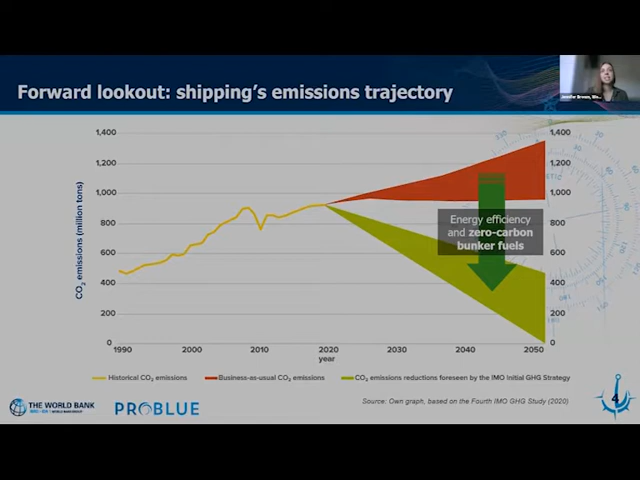 Forward lookout: shipping's emissions trajectory
1,400
1,200
1,000
800
600
400
200
0
CO₂ emissions (million tons)
1,400
1,200
1,000
800
600
400
200
0
Energy efficiency
and zero-carbon
bunker fuels
1990 2000 2010 2020 2030 2040 2050
year
Historical CO₂ emissions Business-as-usual CO₂ emissions CO₂ emissions reductions foreseen by the IMO Initial GHG Strategy
Source: Own graph, based on the Fourth IMO GHG Study (2020)
THE WORLD BANK
PROBLUE
4